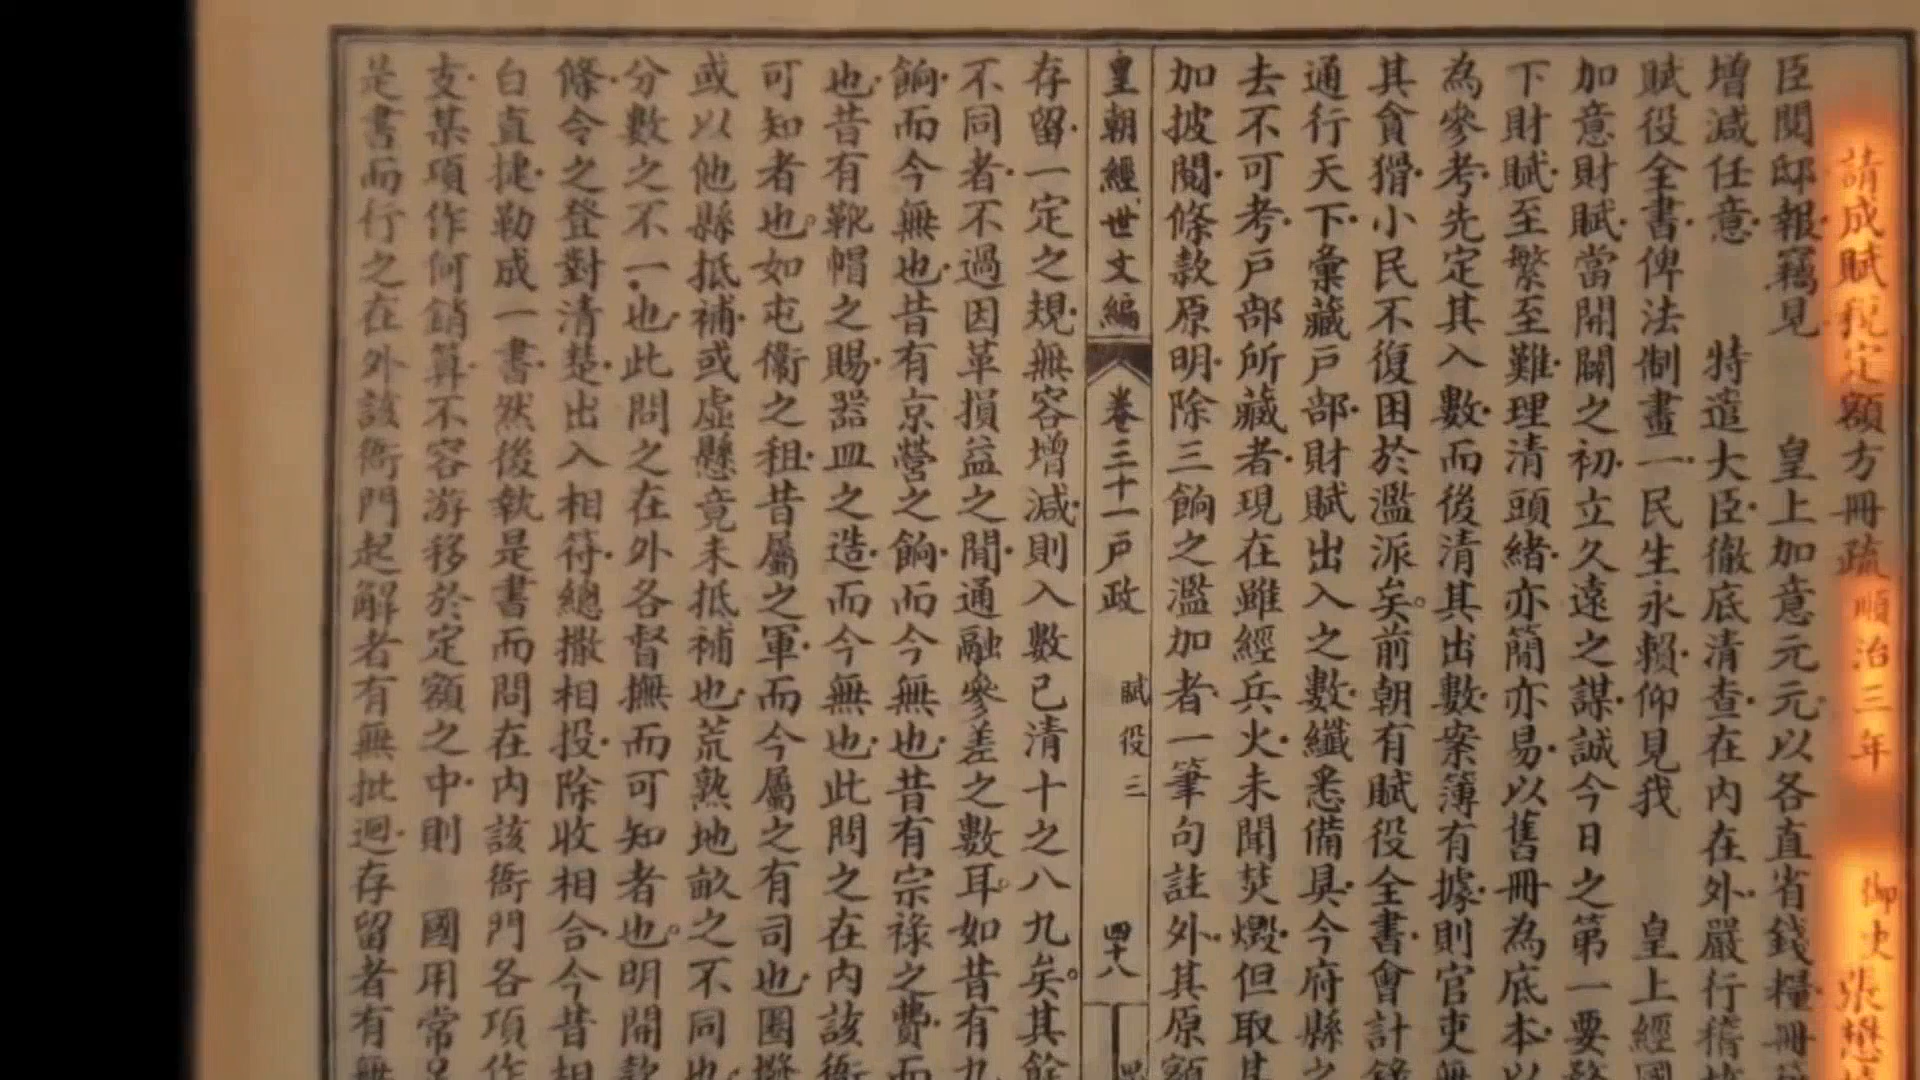 請成賦稅定額方冊疏順治三年 御史張懋
臣閱邸報竊見 皇上加意元元以各直省錢糧冊
增減任意 特遣大臣徹底清查在內在外嚴行稽
賦役全書俾法制畫一民生永賴仰見我 皇上經國
加意財賦當開闢之初立久遠之謀誠今日之第一要務
下財賦至繁至難理清頭緒亦簡亦易以舊冊為底本以
為參考先定其入數而後清其出數案簿有據則官吏無
其貪猾小民不復困於濫派矣前朝有賦役全書會計錄
通行天下彙藏戶部財賦出入之數纖悉備具今府縣之
去不可考戶部所藏者現在雖經兵火未聞焚燬但取其
加披閱條款原明除三餉之濫加者一筆句註外其原額
皇朝經世文編 卷三十一戶政 賦役三 四十八
存留一定之規無容增減則入數已清十之八九矣其餘
不同者不過因革損益之閒通融參差之數耳如昔有九
餉而今無也昔有京營之餉而今無也昔有宗祿之費而
也昔有靴帽之賜器皿之造而今無也此問之在內該衙
可知者也如屯衞之租昔屬之軍而今屬之有司也圈撥
或以他縣抵補或虛懸竟未抵補也荒熟地畝之不同也
分數之不一也此問之在外各督撫而可知者也明開款
條令之登對清楚出入相符總撒相投除收相合今昔相
白直捷勒成一書然後執是書而問在內該衙門各項作
支某項作何銷算不容游移於定額之中則 國用常足
是書而行之在外該衙門起解者有無批迴存留者有無